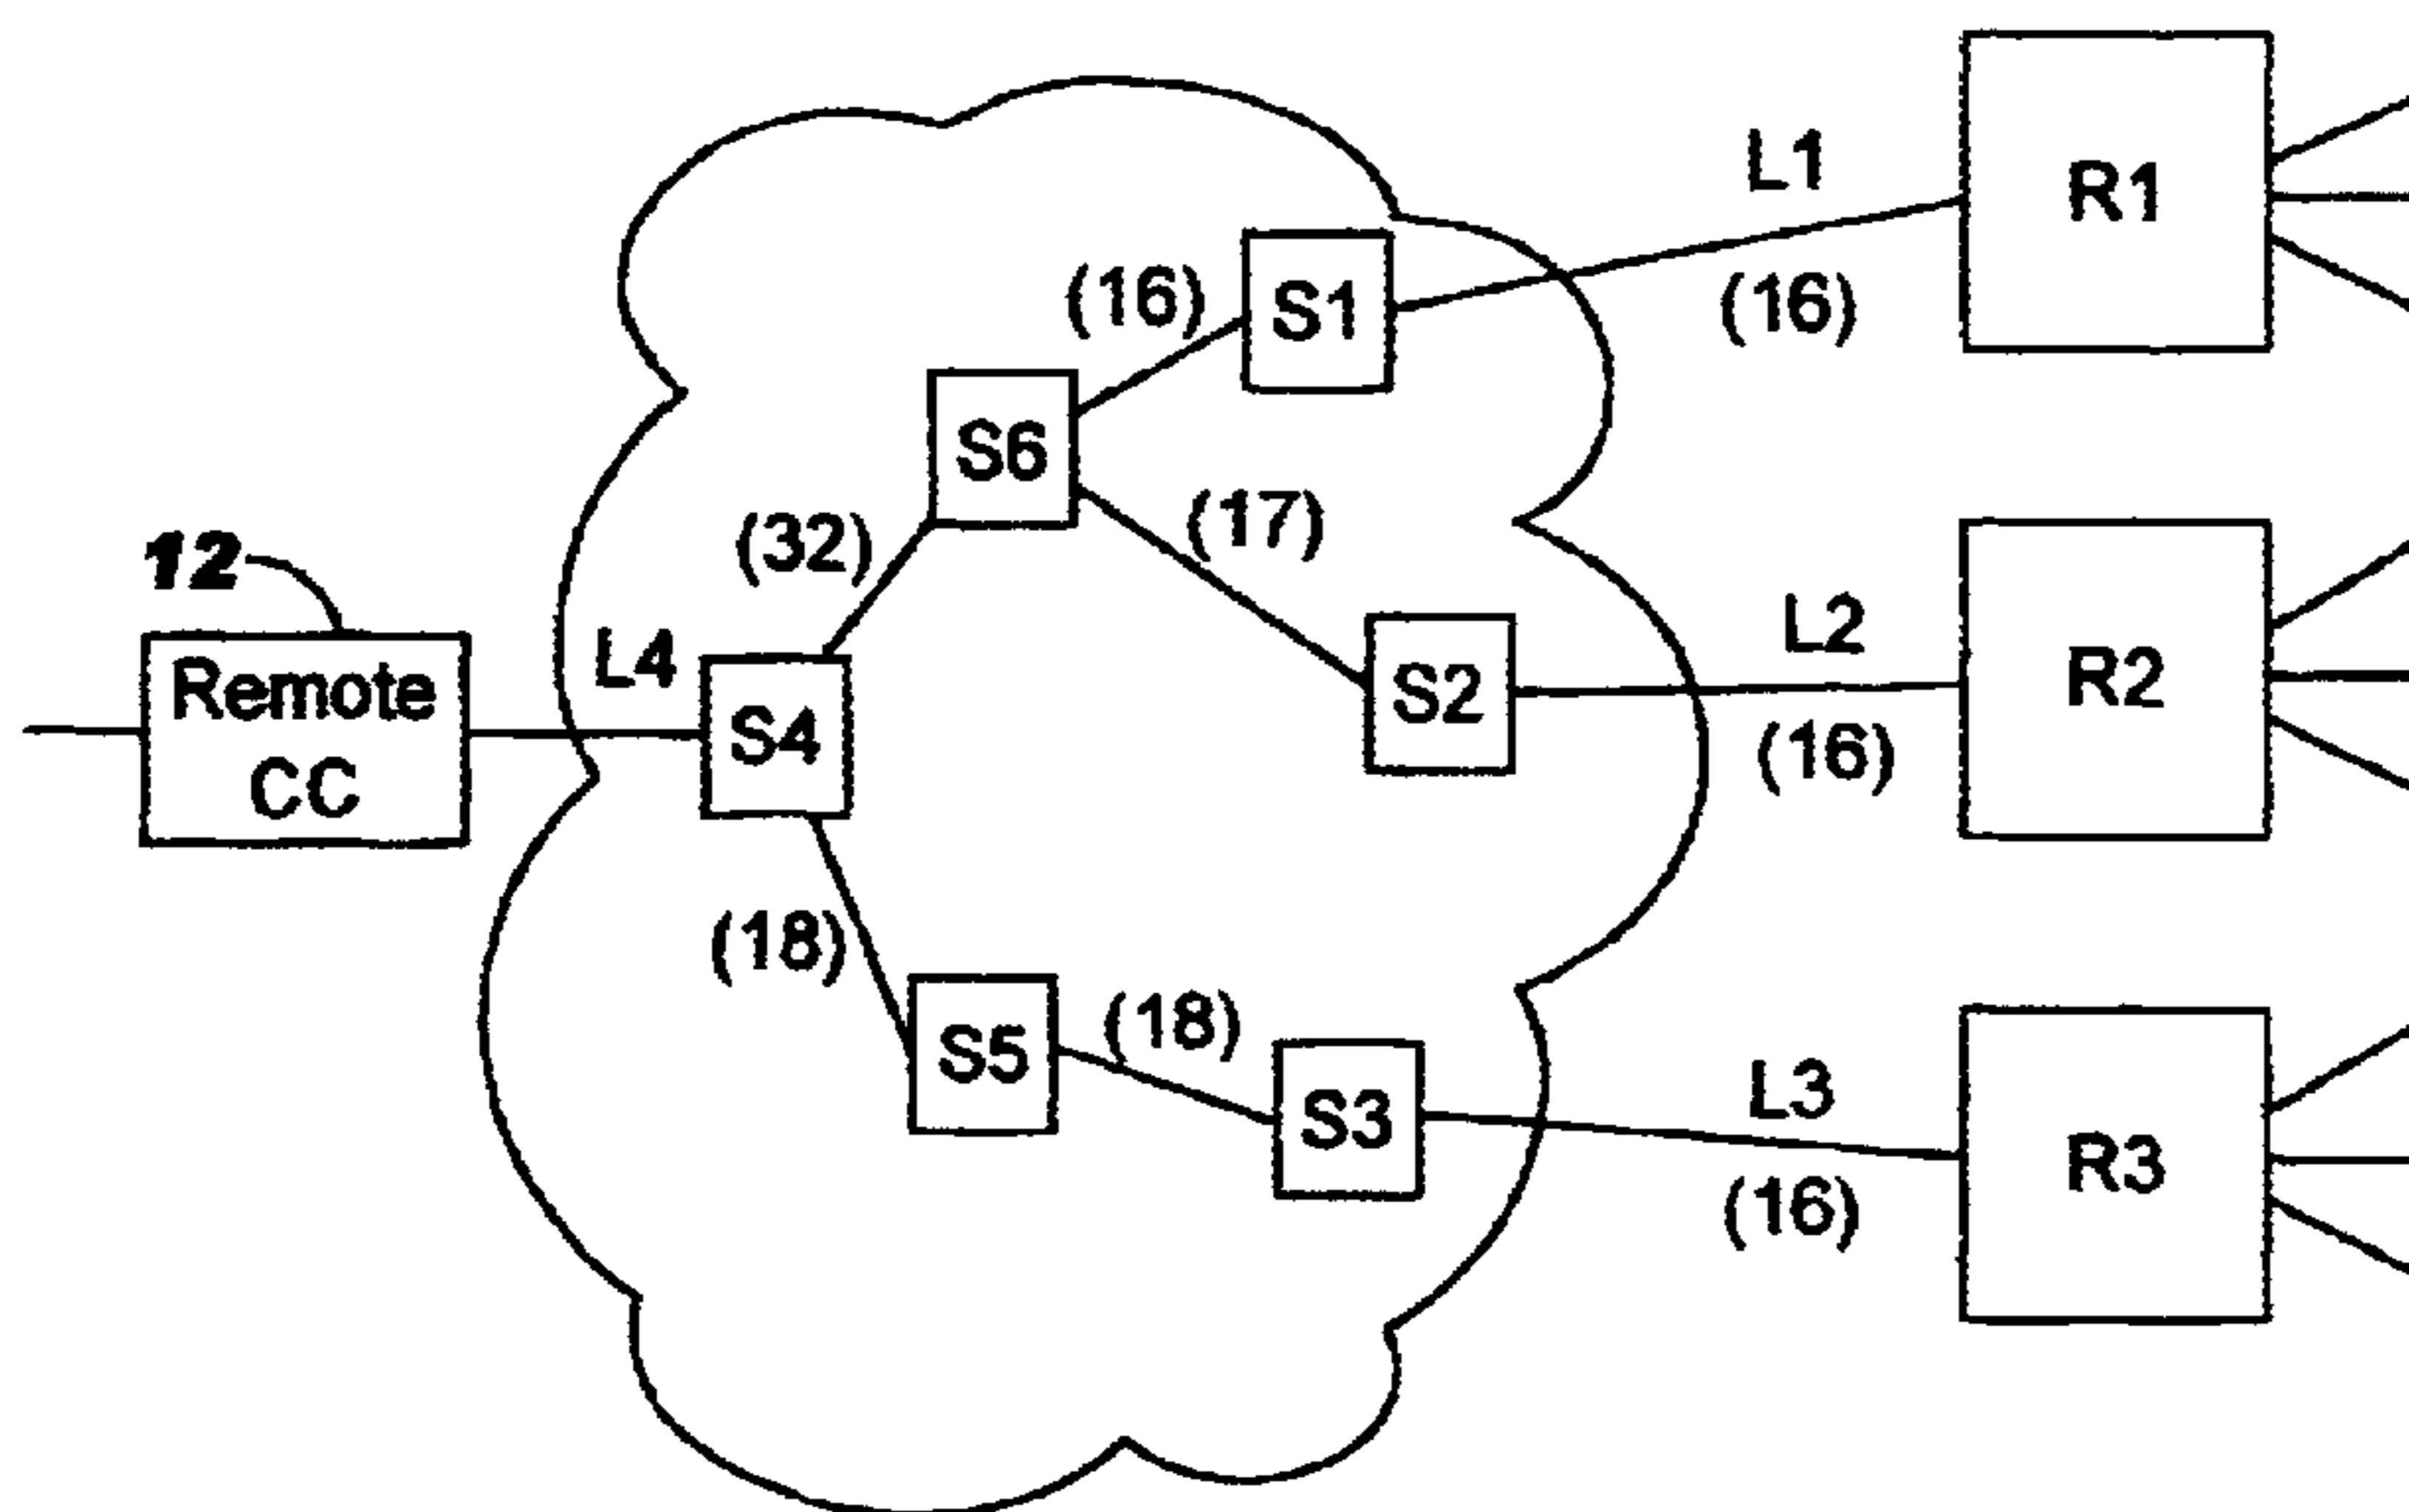 L1
R1
(16)
S1
(16)
S6
(32)
(17)
12
L4
Remote
CC
S4
S2
L2
R2
(16)
(18)
S5
(18)
S3
L3
R3
(16)